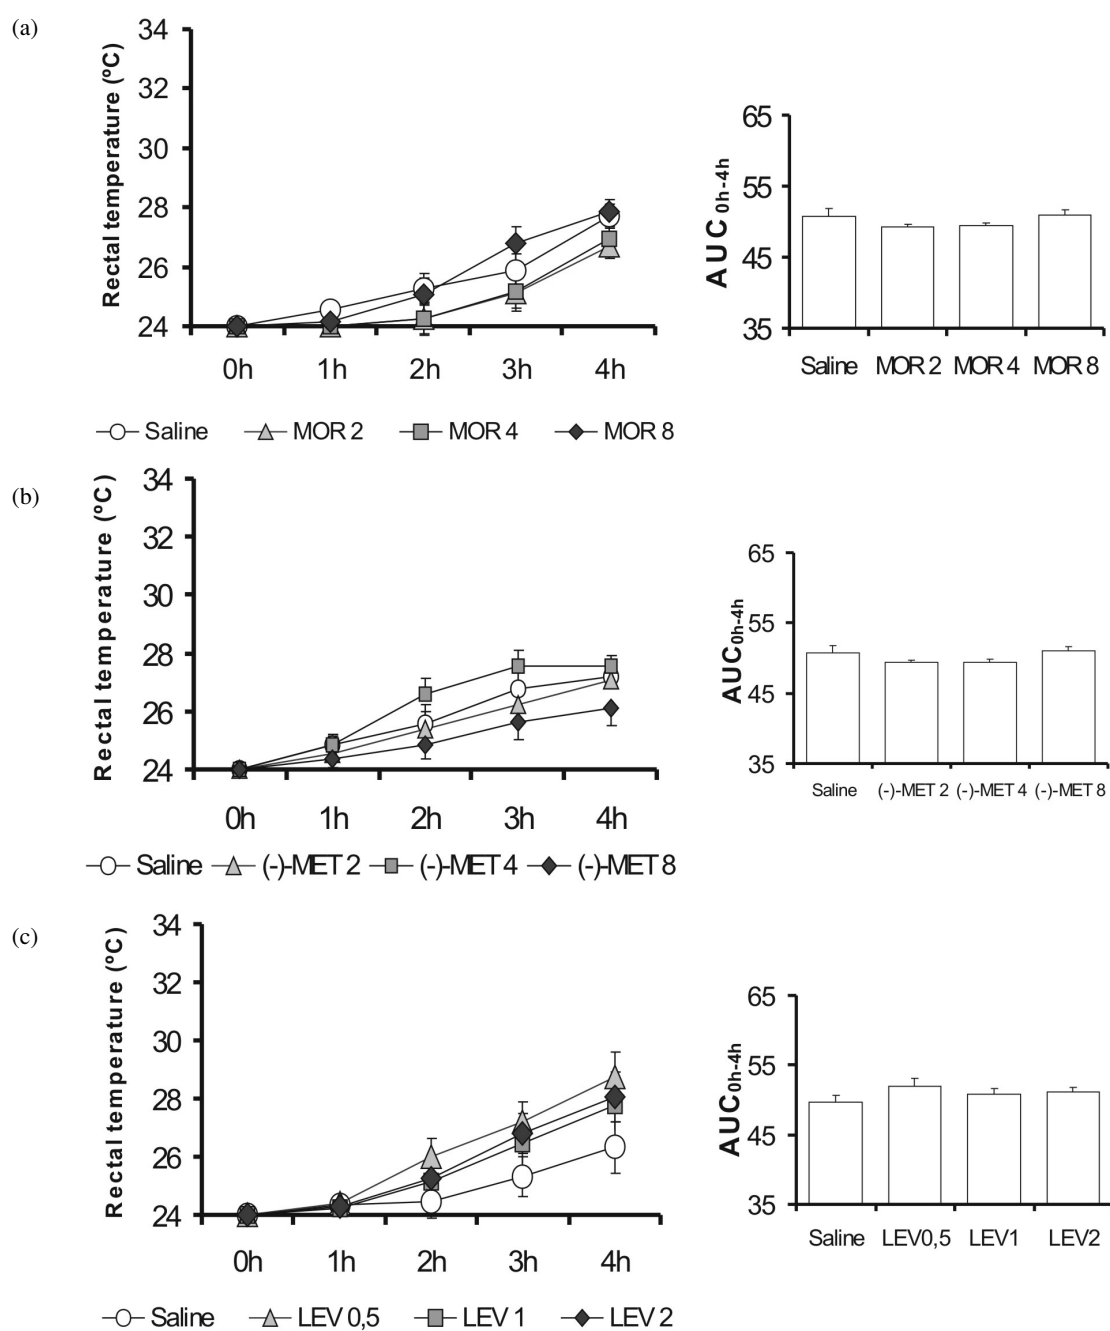 (a)
Rectal temperature (ºC)
34
32
30
28
26
24
0h 1h 2h 3h 4h
Saline MOR 2 MOR 4 MOR 8
AUC 0h-4h
65
55
45
35
Saline MOR 2 MOR 4 MOR 8
(b)
Rectal temperature (ºC)
34
32
30
28
26
24
0h 1h 2h 3h 4h
Saline (-)-MET 2 (-)-MET 4 (-)-MET 8
AUC0h-4h
65
55
45
35
Saline (-)-MET 2 (-)-MET 4 (-)-MET 8
(c)
Rectal temperature (ºC)
34
32
30
28
26
24
0h 1h 2h 3h 4h
Saline LEV 0,5 LEV 1 LEV 2
AUC0h-4h
65
55
45
35
Saline LEV0,5 LEV1 LEV2